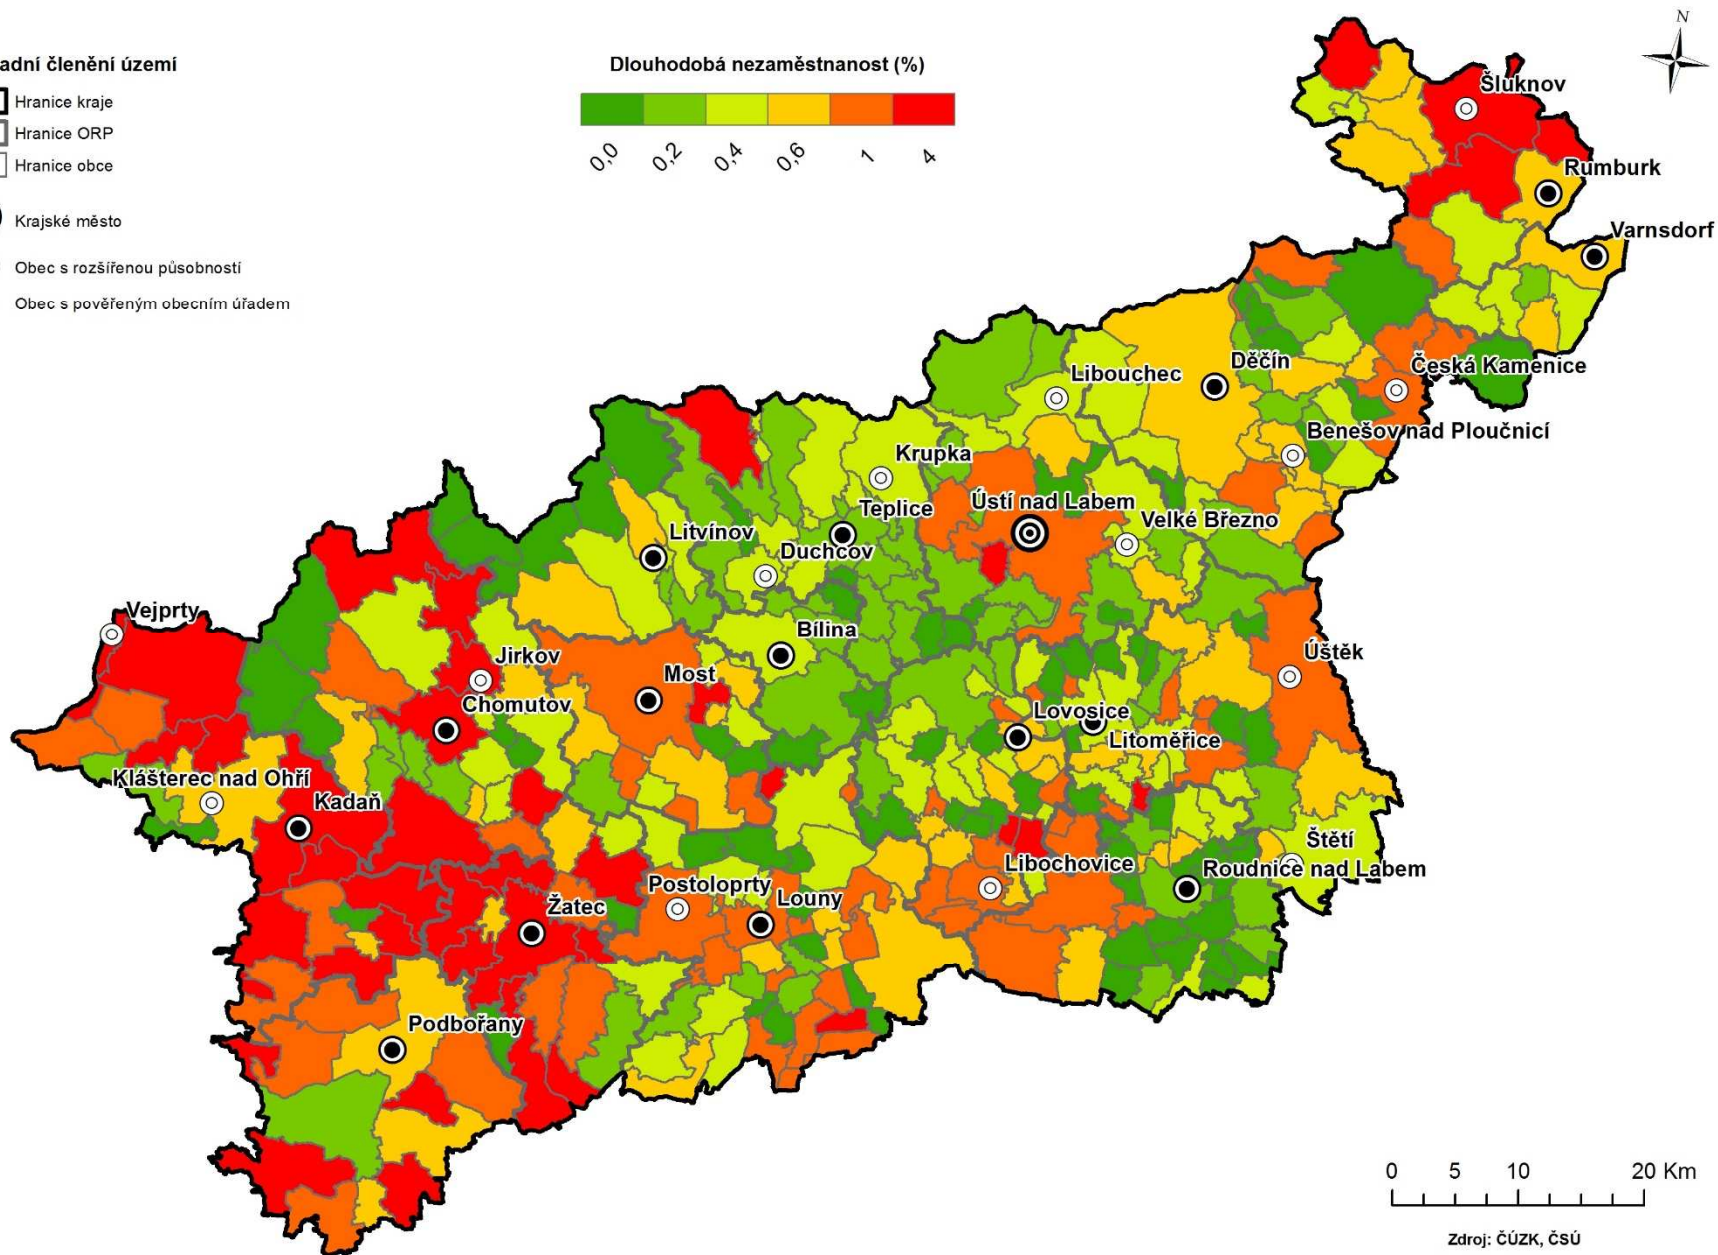 adní členění území
Hranice kraje
Hranice ORP
Hranice obce
Krajské město
Obec s rozšířenou působností
Obec s pověřeným obecním úřadem
Dlouhodobá nezaměstnanost (%)
0,0 0,2 0,4 0,6 1 4
N
Šluknov
Rumburk
Varnsdorf
Děčín
Česká Kamenice
Libouchec
Benešov nad Ploučnicí
Krupka
Teplice
Ústí nad Labem
Velké Březno
Litvínov
Duchcov
Vejprty
Bílina
Jirkov
Most
Úštěk
Chomutov
Lovosice
Litoměřice
Klášterec nad Ohří
Kadaň
Štětí
Libochovice
Roudnice nad Labem
Postoloprty
Louny
Žatec
Podbořany
0 5 10 20 Km
Zdroj: ČÚZK, ČSÚ